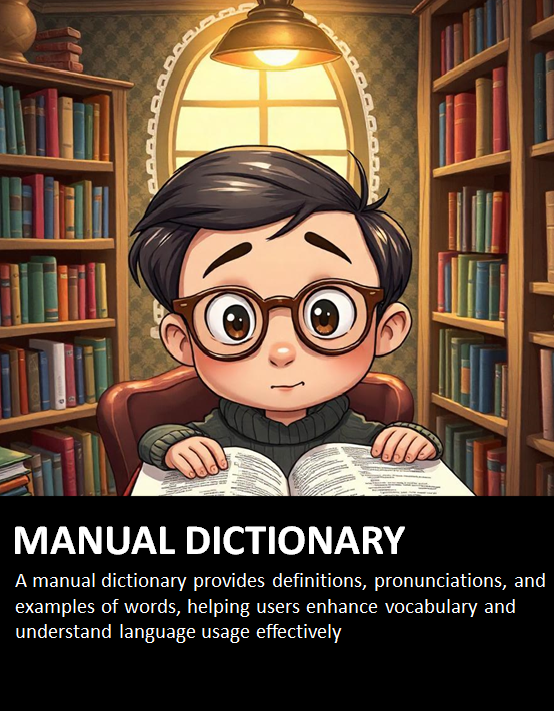 MANUAL DICTIONARY
A manual dictionary provides definitions, pronunciations, and
examples of words, helping users enhance vocabulary and
understand language usage effectively